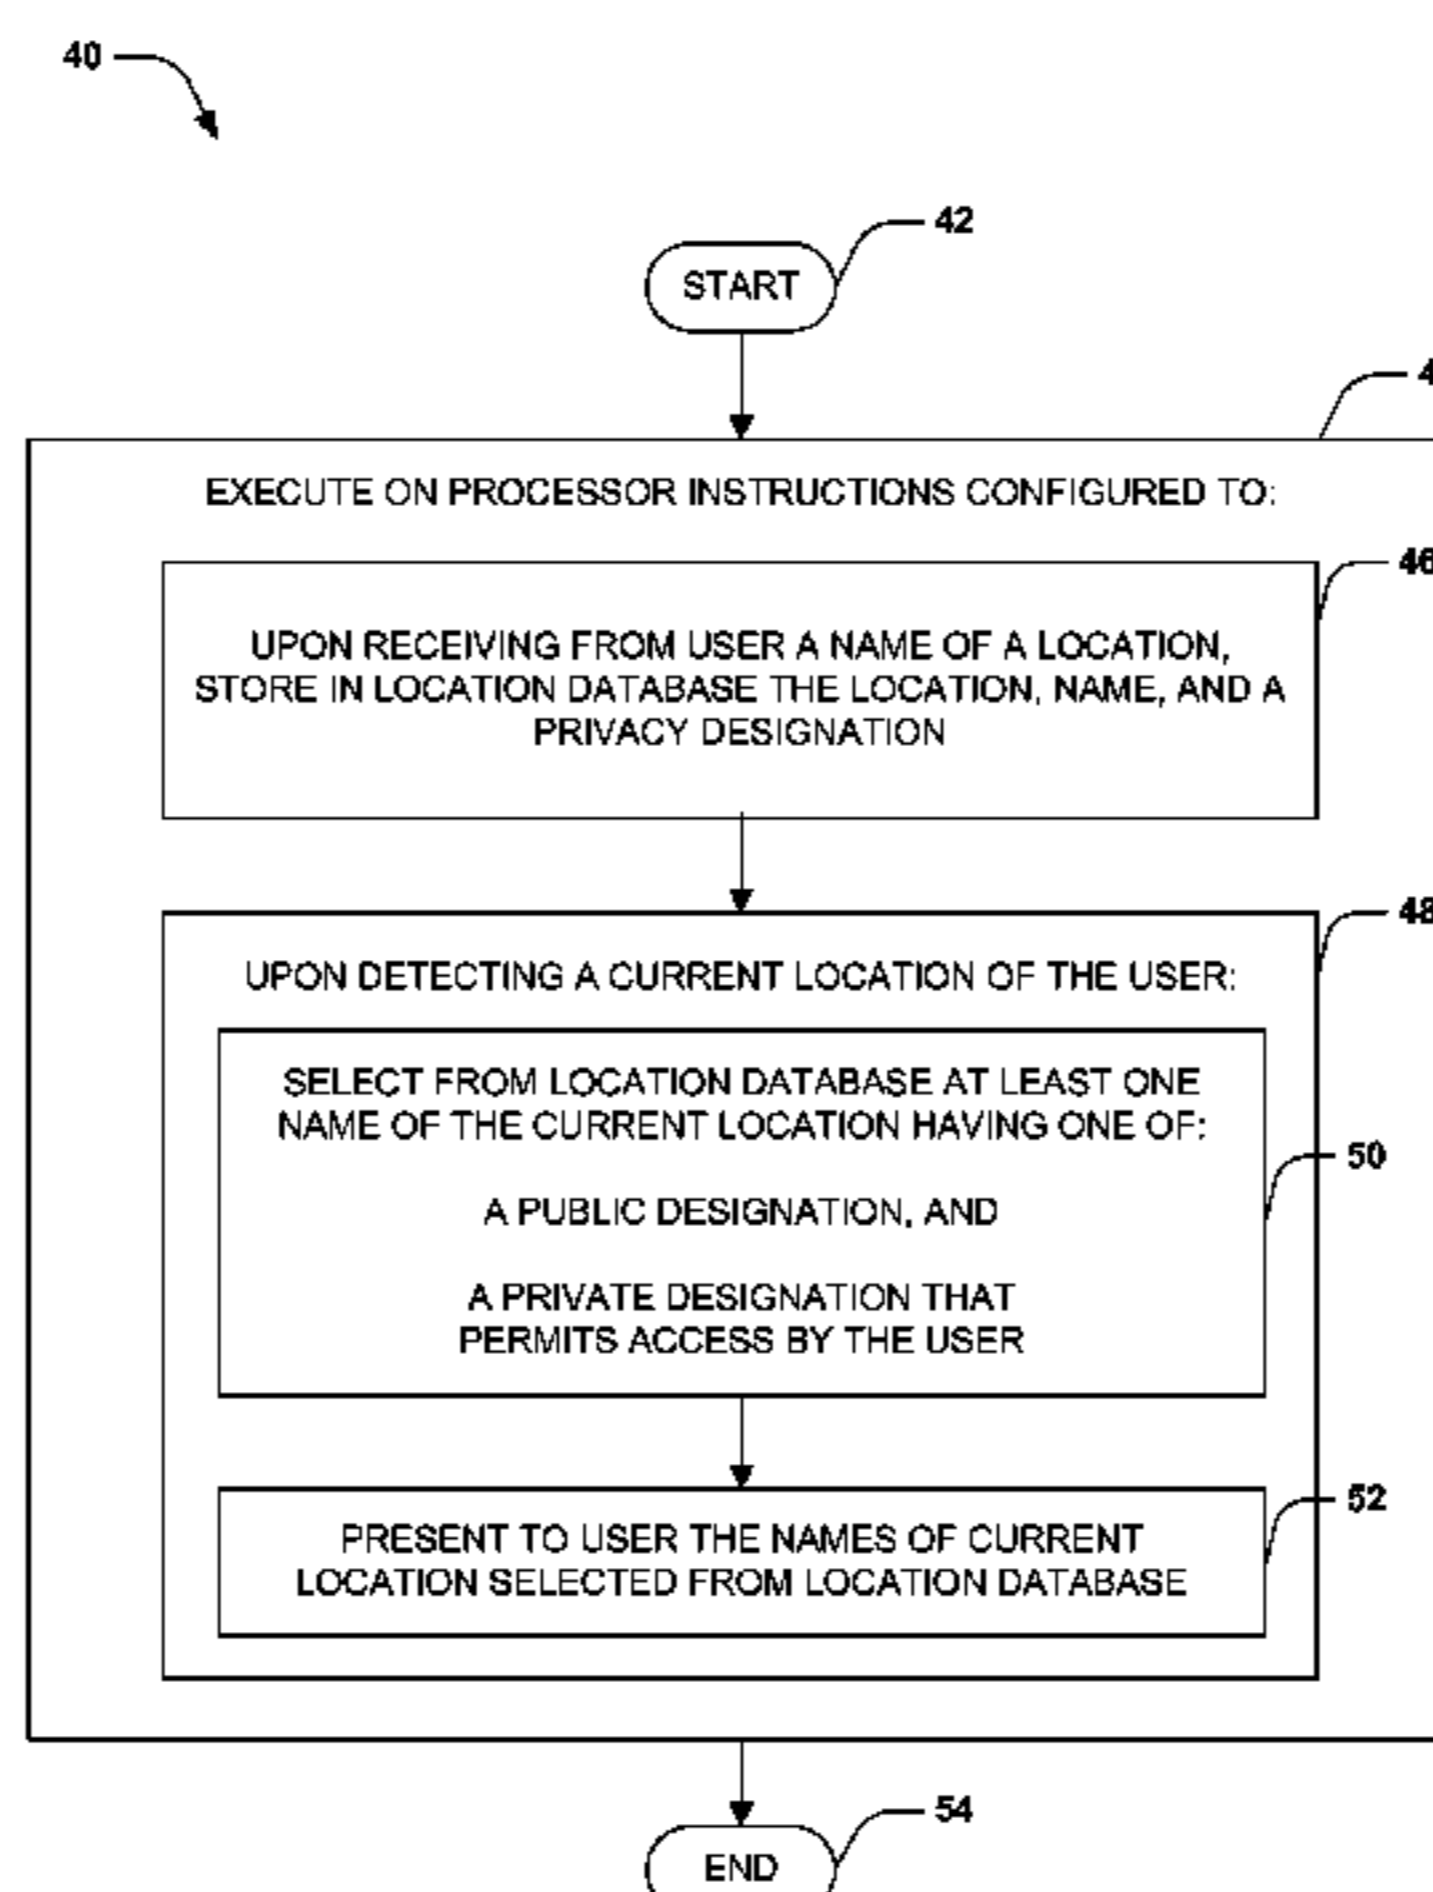 40
42
START
EXECUTE ON PROCESSOR INSTRUCTIONS CONFIGURED TO:
46
UPON RECEIVING FROM USER A NAME OF A LOCATION,
STORE IN LOCATION DATABASE THE LOCATION, NAME, AND A
PRIVACY DESIGNATION
48
UPON DETECTING A CURRENT LOCATION OF THE USER:
SELECT FROM LOCATION DATABASE AT LEAST ONE
NAME OF THE CURRENT LOCATION HAVING ONE OF:
50
A PUBLIC DESIGNATION, AND
A PRIVATE DESIGNATION THAT
PERMITS ACCESS BY THE USER
52
PRESENT TO USER THE NAMES OF CURRENT
LOCATION SELECTED FROM LOCATION DATABASE
54
END